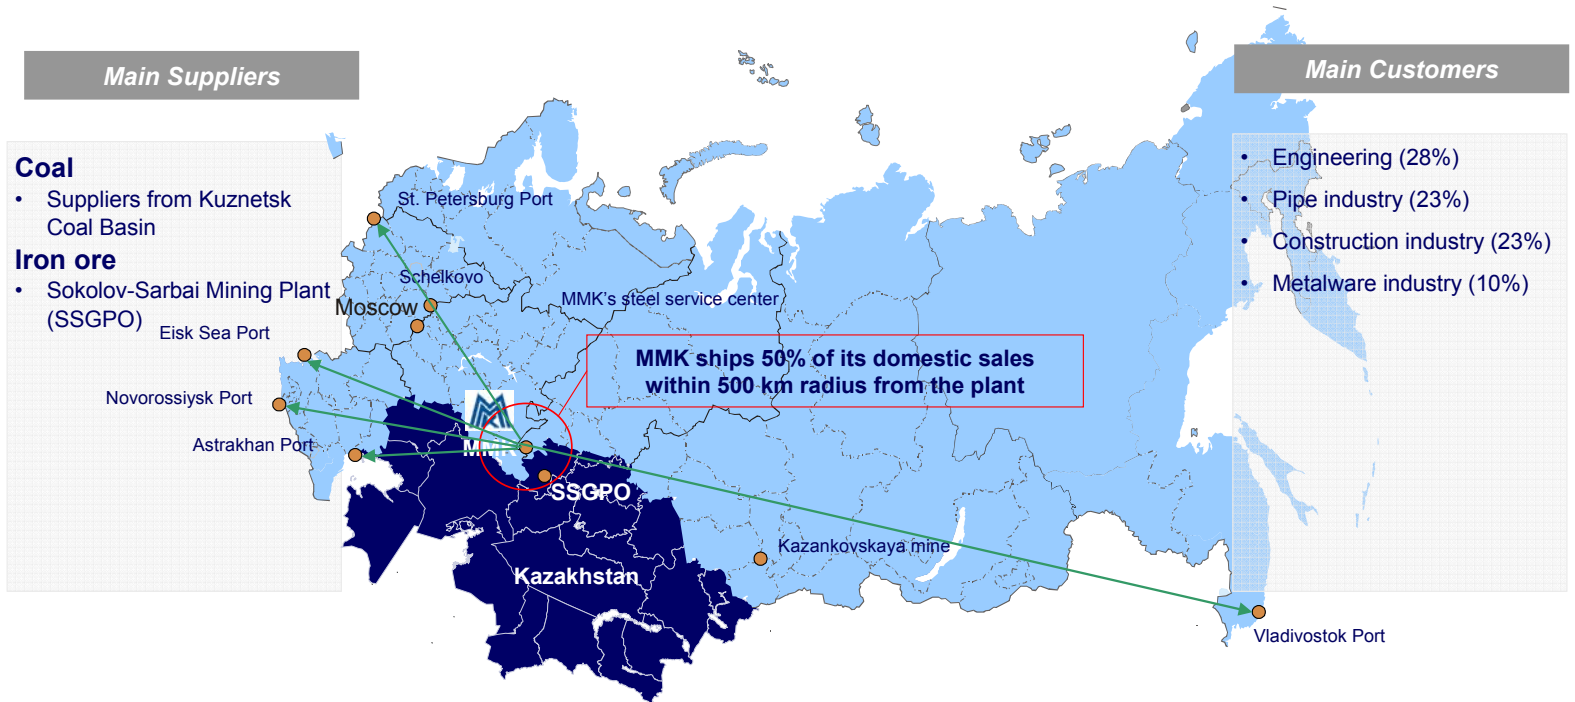 Main Suppliers
Main Customers
Coal
• Suppliers from Kuznetsk
Coal Basin
Iron ore
• Sokolov-Sarbai Mining Plant
(SSGPO)
• Engineering (28%)
• Pipe industry (23%)
• Construction industry (23%)
• Metalware industry (10%)
St. Petersburg Port
Schelkovo
Moscow
MMK's steel service center
Eisk Sea Port
MMK ships 50% of its domestic sales
within 500 km radius from the plant
Novorossiysk Port
Astrakhan Port
MMK
SSGPO
Kazankovskaya mine
Kazakhstan
Vladivostok Port